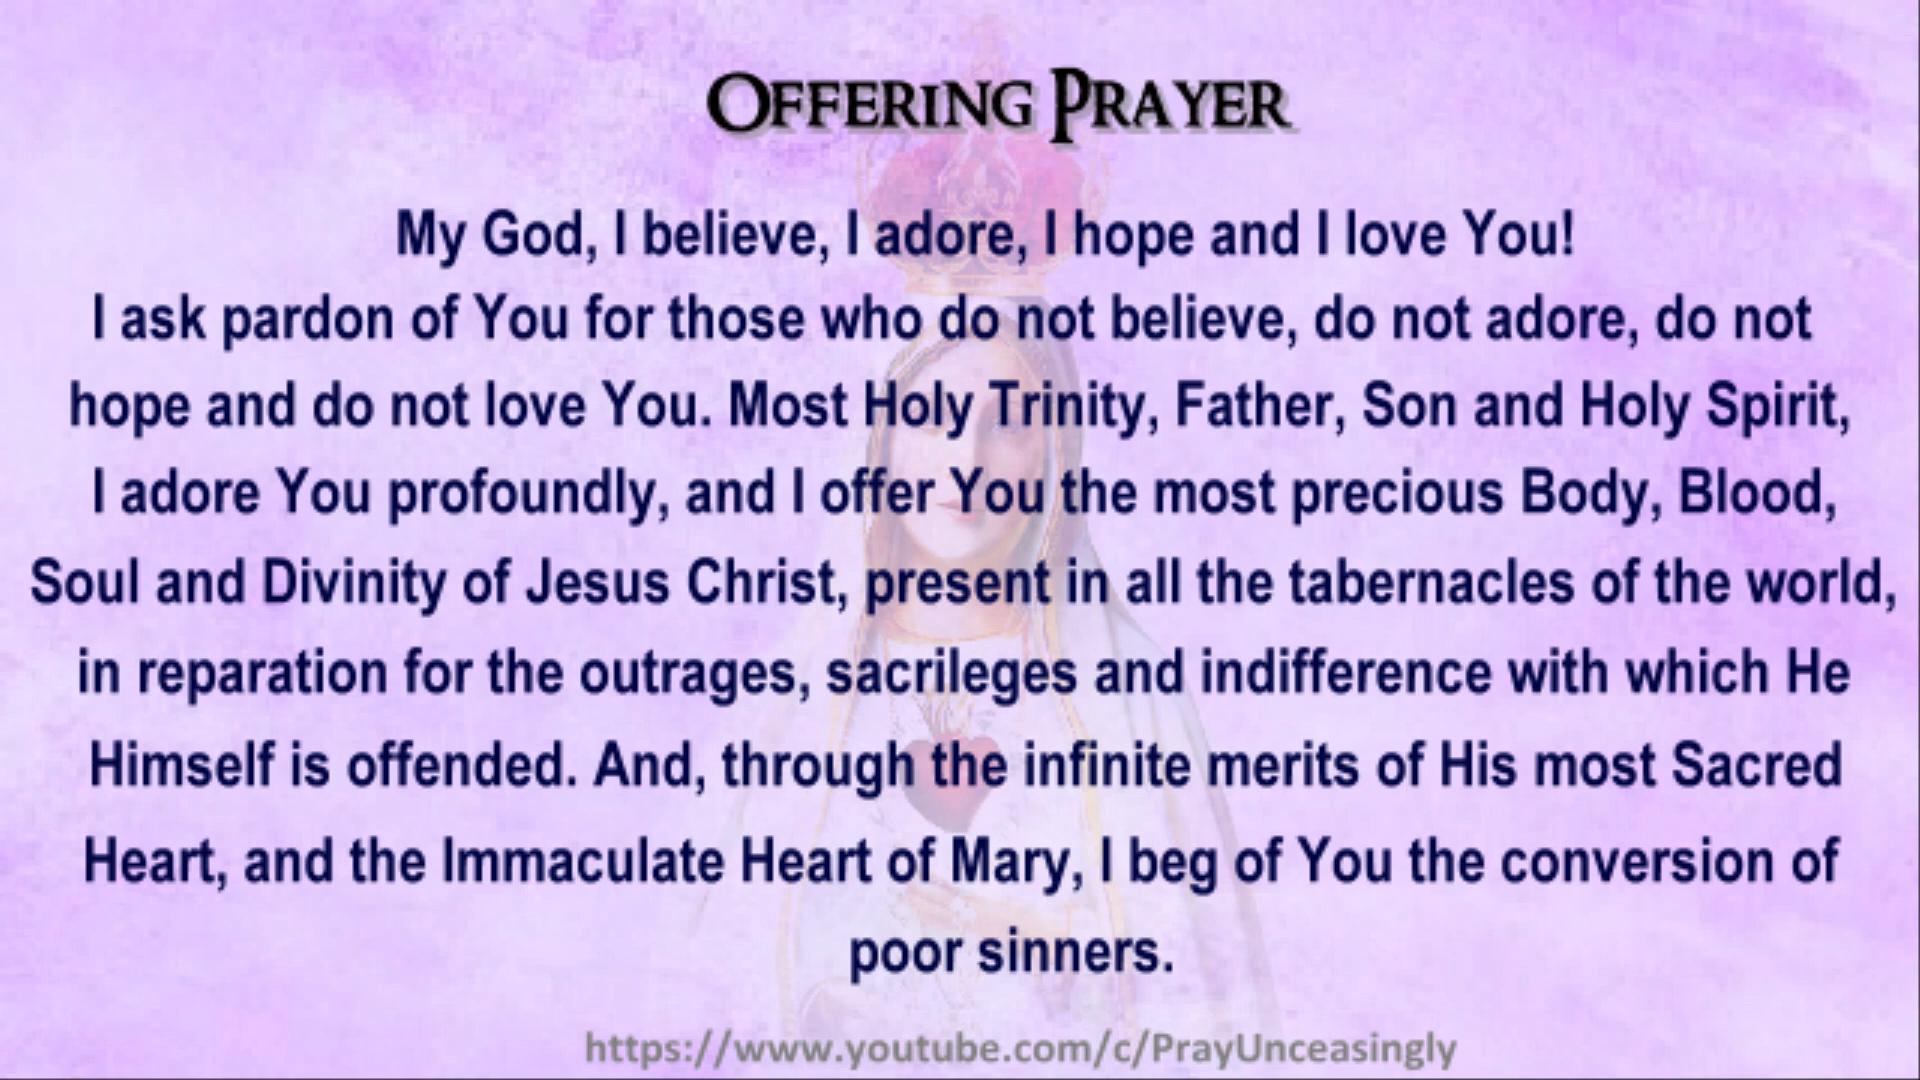 OFFERING PRAYER
My God, I believe, I adore, I hope and I love You!
I ask pardon of You for those who do not believe, do not adore, do not
hope and do not love You. Most Holy Trinity, Father, Son and Holy Spirit,
I adore You profoundly, and I offer You the most precious Body, Blood,
Soul and Divinity of Jesus Christ, present in all the tabernacles of the world,
in reparation for the outrages, sacrileges and indifference with which He
Himself is offended. And, through the infinite merits of His most Sacred
Heart, and the Immaculate Heart of Mary, I beg of You the conversion of
poor sinners.
https://www.youtube.com/c/PrayUnceasingly